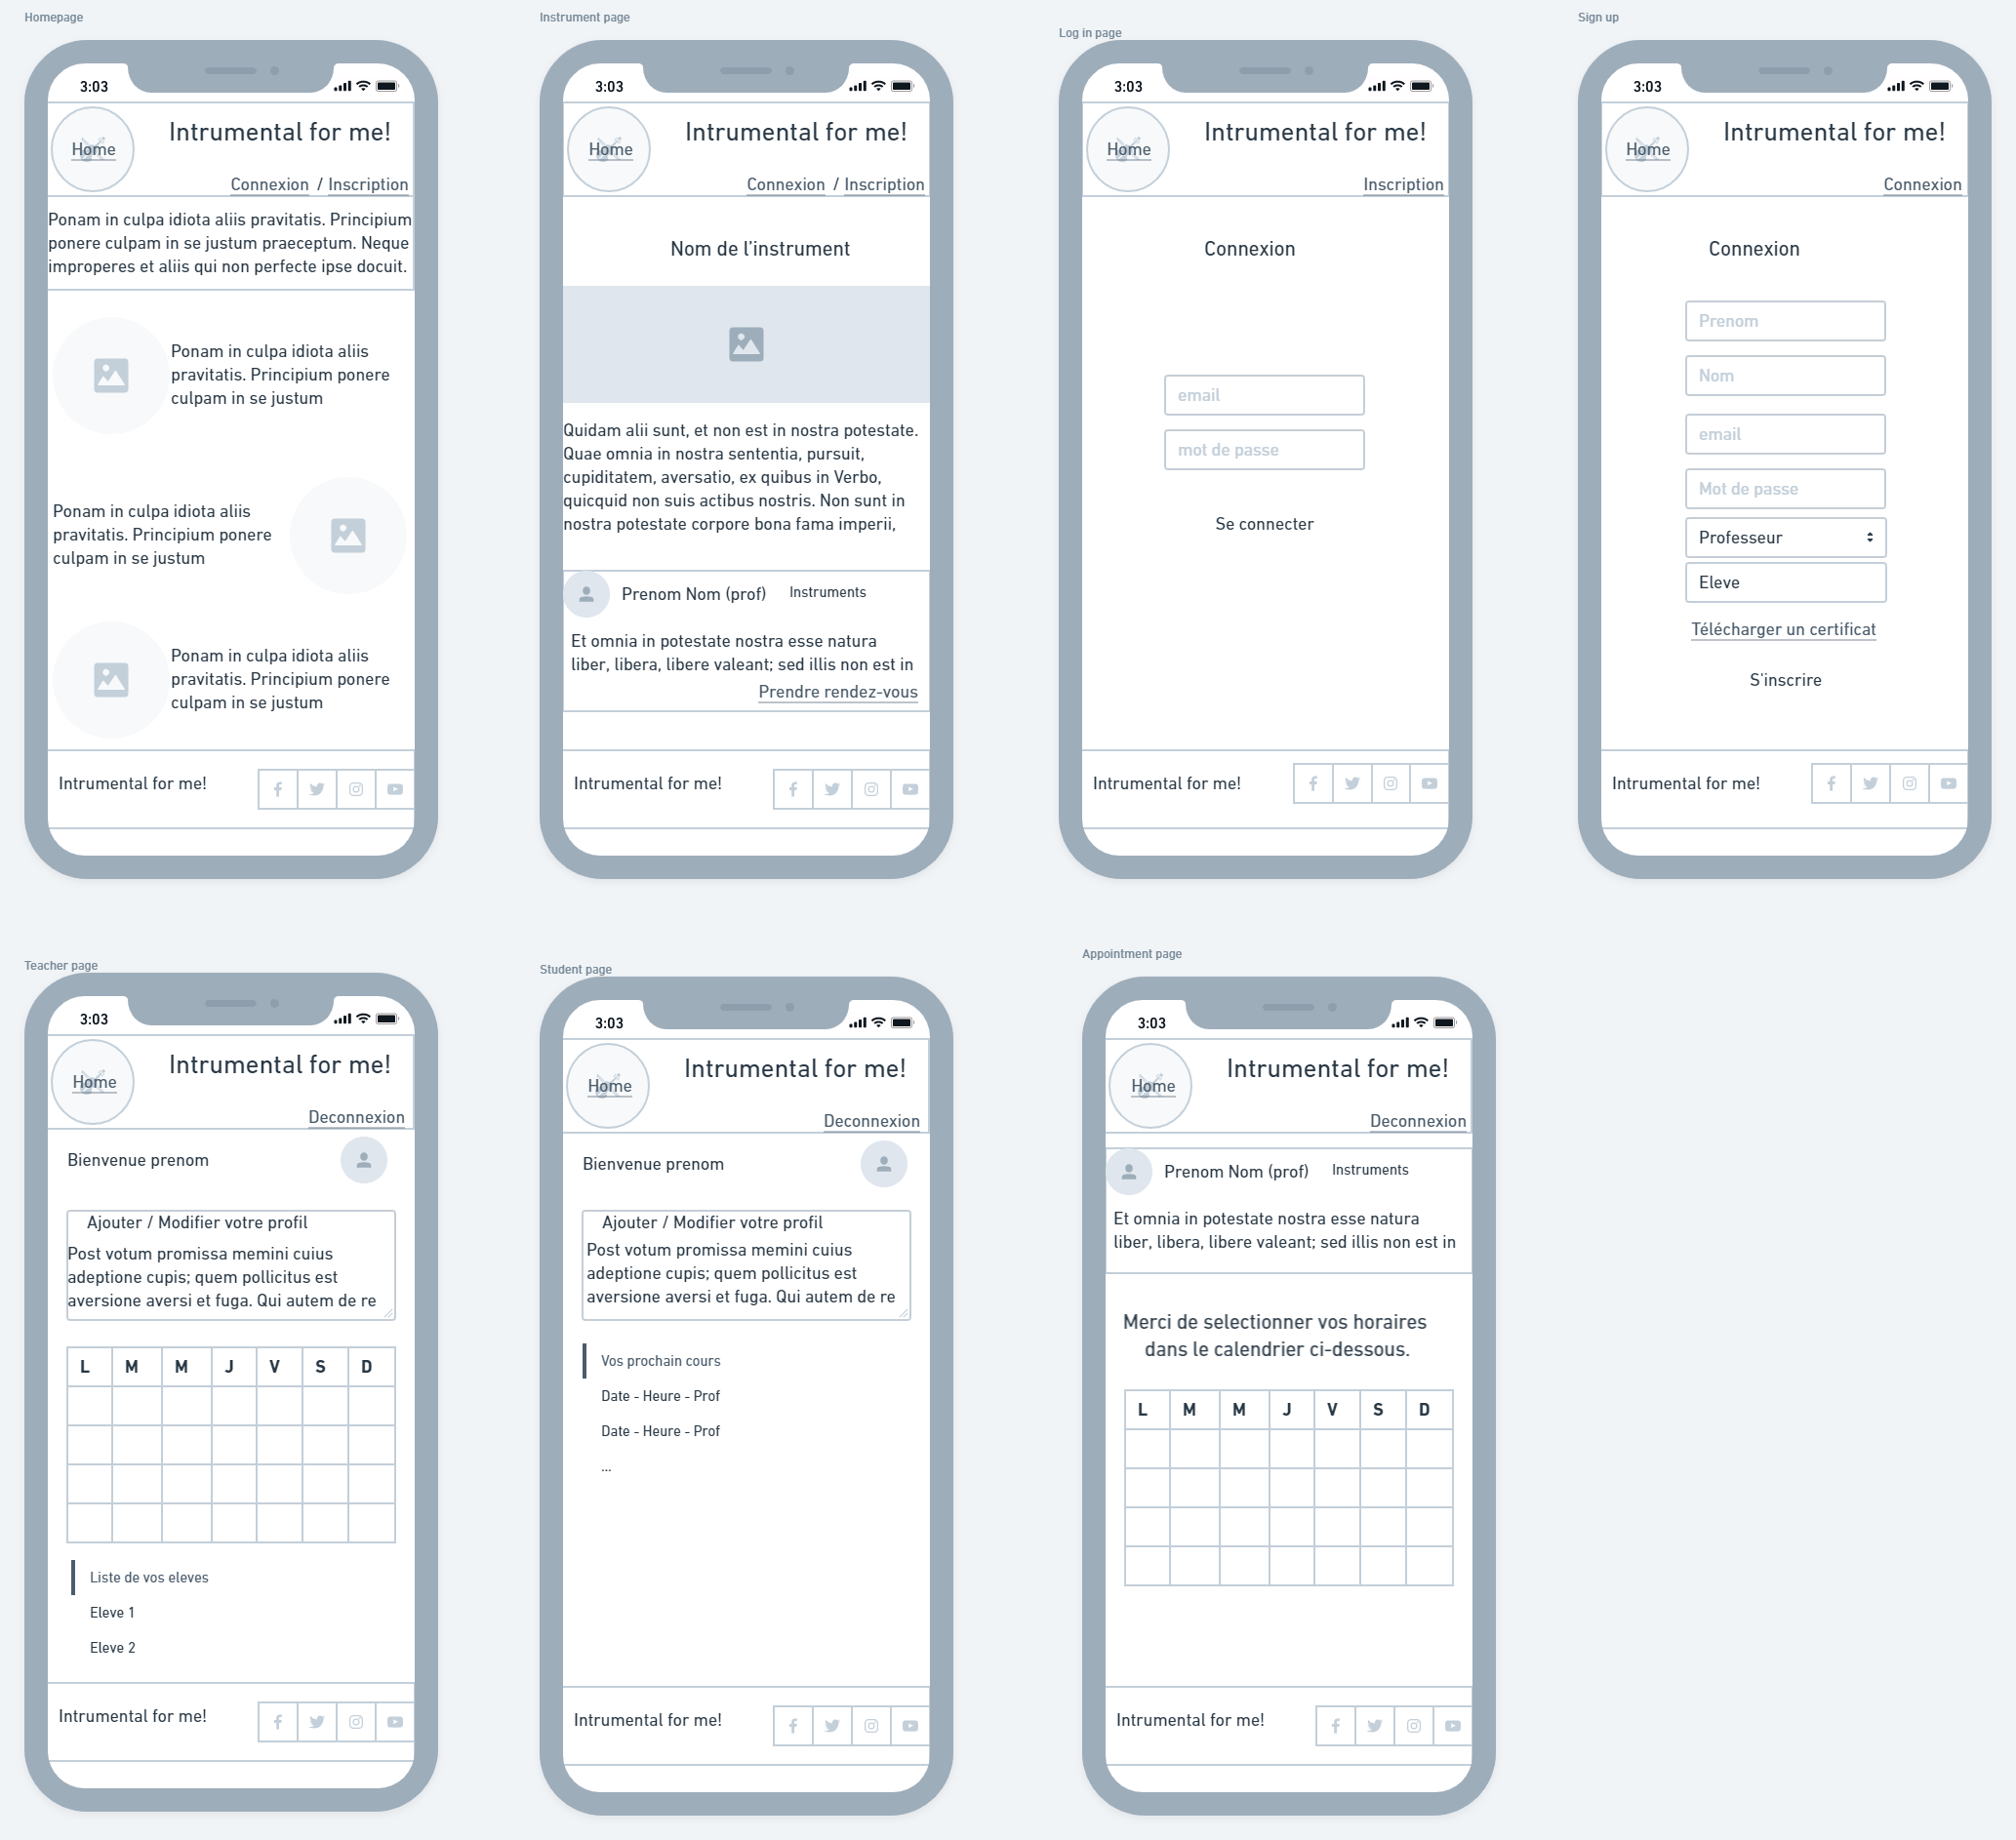 Homepage
3:03
Intrumental for me!
Home
Connexion / Inscription
Ponam in culpa idiota aliis pravitatis. Principium
ponere culpam in se justum praeceptum. Neque
improperes et aliis qui non perfecte ipse docuit.
Ponam in culpa idiota aliis
pravitatis. Principium ponere
culpam in se justum
Ponam in culpa idiota aliis
pravitatis. Principium ponere
culpam in se justum
Ponam in culpa idiota aliis
pravitatis. Principium ponere
culpam in se justum
Intrumental for me!
Instrument page
3:03
Intrumental for me!
Home
Connexion / Inscription
Nom de l'instrument
Quidam alii sunt, et non est in nostra potestate.
Quae omnia in nostra sententia, pursuit,
cupiditatem, aversatio, ex quibus in Verbo,
quicquid non suis actibus nostris. Non sunt in
nostra potestate corpore bona fama imperii,
Prenom Nom (prof) Instruments
Et omnia in potestate nostra esse natura
liber, libera, libere valeant; sed illis non est in
Prendre rendez-vous
Intrumental for me!
Log in page
3:03
Intrumental for me!
Home
Inscription
Connexion
email
mot de passe
Se connecter
Intrumental for me!
Sign up
3:03
Intrumental for me!
Home
Connexion
Connexion
Prenom
Nom
email
Mot de passe
Professeur
Eleve
Télécharger un certificat
S'inscrire
Intrumental for me!
Teacher page
3:03
Intrumental for me!
Home
Deconnexion
Bienvenue prenom
Ajouter / Modifier votre profil
Post votum promissa memini cuius
adeptione cupis; quem pollicitus est
aversione aversi et fuga. Qui autem de re
L M M J V S D
Liste de vos eleves
Eleve 1
Eleve 2
Intrumental for me!
Student page
3:03
Intrumental for me!
Home
Deconnexion
Bienvenue prenom
Ajouter / Modifier votre profil
Post votum promissa memini cuius
adeptione cupis; quem pollicitus est
aversione aversi et fuga. Qui autem de re
Vos prochain cours
Date - Heure - Prof
Date - Heure - Prof
...
Intrumental for me!
Appointment page
3:03
Intrumental for me!
Home
Deconnexion
Prenom Nom (prof) Instruments
Et omnia in potestate nostra esse natura
liber, libera, libere valeant; sed illis non est in
Merci de selectionner vos horaires
dans le calendrier ci-dessous.
L M M J V S D
Intrumental for me!